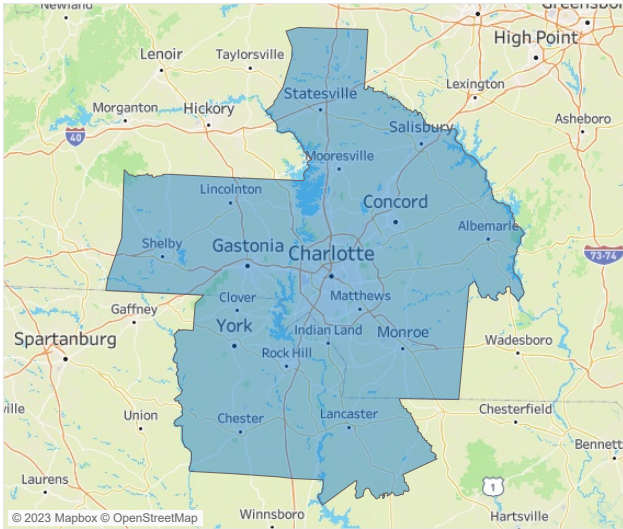 Newland
Greensboro
High Point
Lenoir
Taylorsville
Statesville
Lexington
Morganton
Hickory
Asheboro
40
Salisbury
Mooresville
Lincolnton
Concord
Albemarle
Shelby
Gastonia
Charlotte
73-74
Clover
Matthews
Gaffney
York
Indian Land
Monroe
Spartanburg
Rock Hill
Wadesboro
ville
Union
Chester
Lancaster
Chesterfield
Bennett
Laurens
1
Winnsboro
Hartsville
© 2023 Mapbox © OpenStreetMap